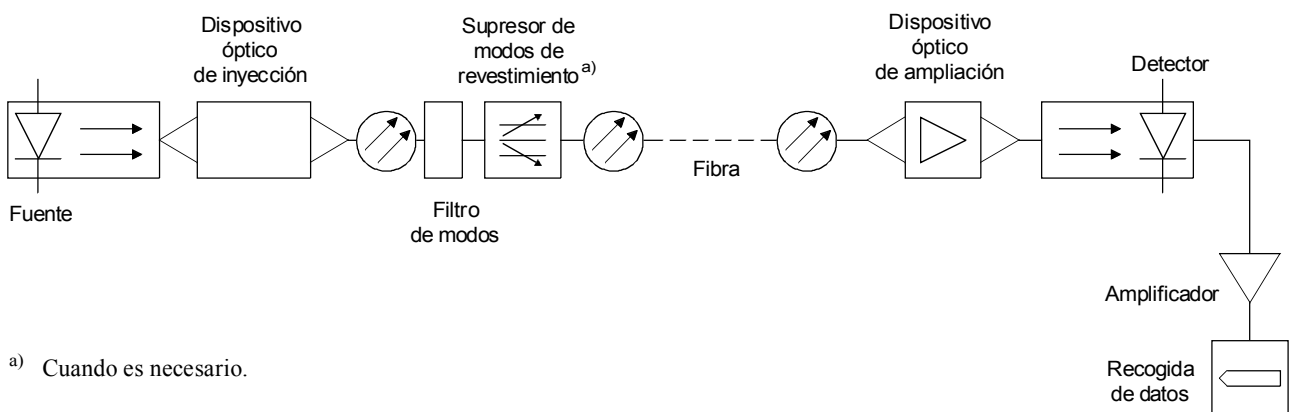 Dispositivo
óptico
de inyección
Supresor de
modos de
revestimiento a)
Dispositivo
óptico
de ampliación
Detector
Fuente
Filtro
de modos
Fibra
Amplificador
Recogida
de datos
a) Cuando es necesario.